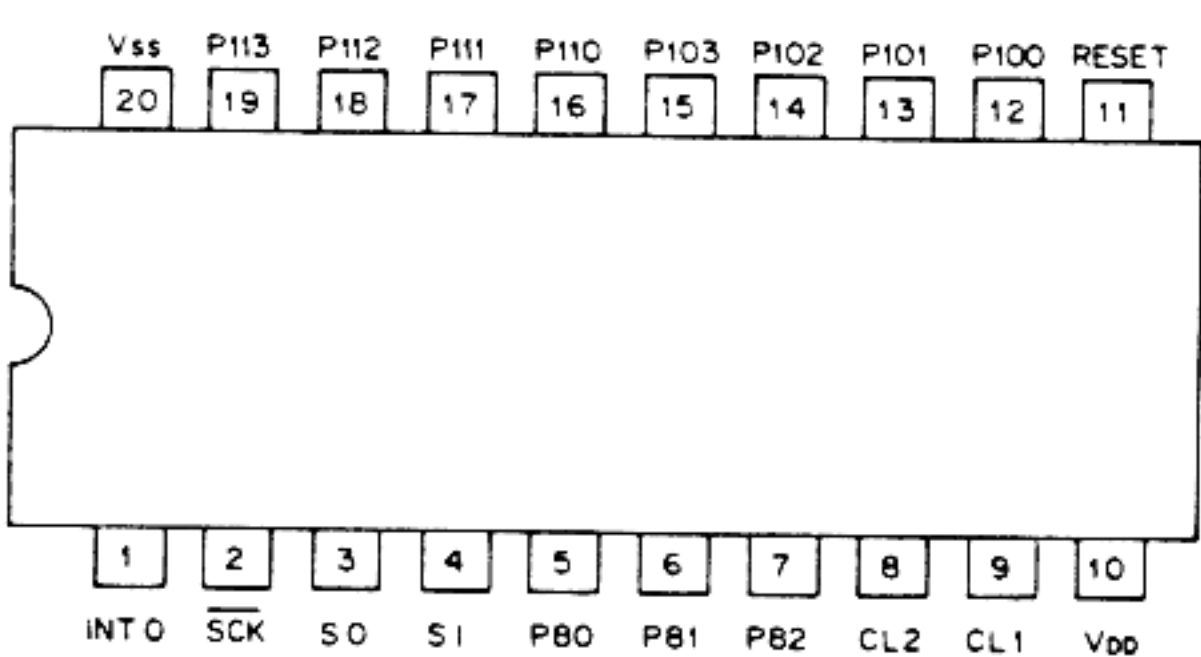 Vss P113 P112 P111 P110 P103 P102 P101 P100 RESET
20 19 18 17 16 15 14 13 12 11
1 2 3 4 5 6 7 8 9 10
INT0 S̅C̅K̅ SO SI P80 P81 P82 CL2 CL1 VDD